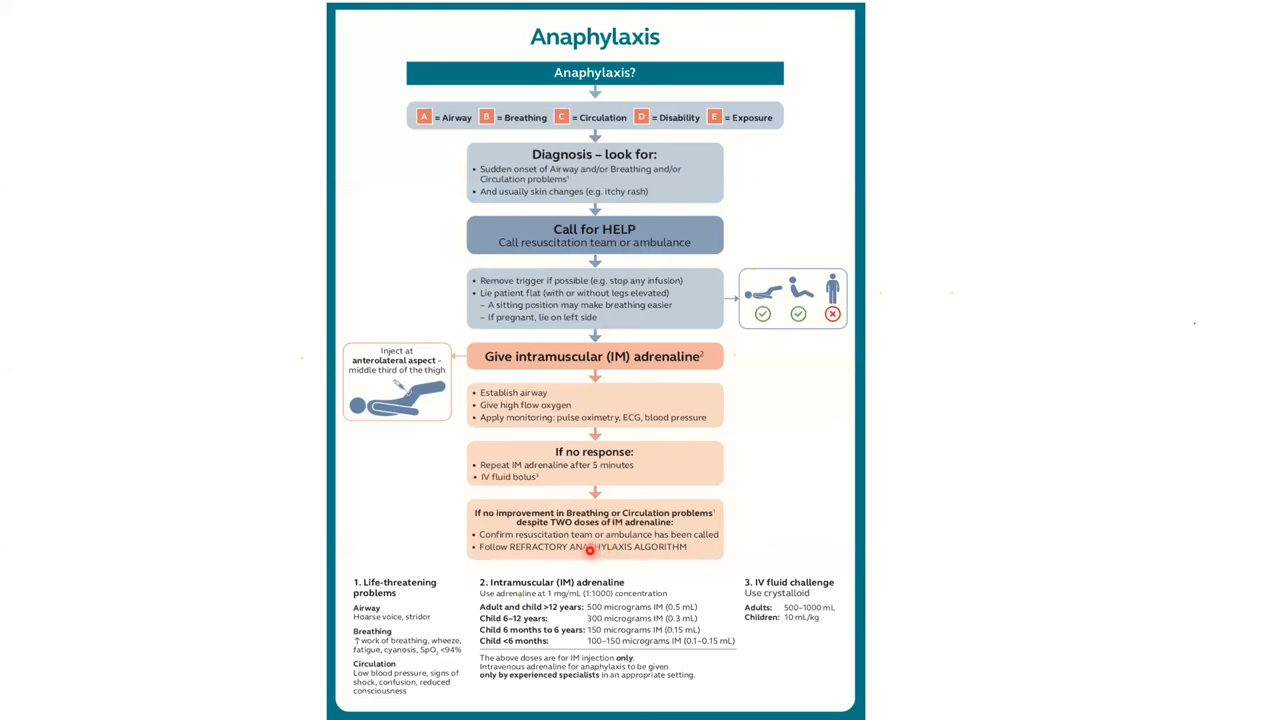 Anaphylaxis
Anaphylaxis?
A = Airway B = Breathing C = Circulation D = Disability E = Exposure
Diagnosis – look for:
• Sudden onset of Airway and/or Breathing and/or
Circulation problems¹
• And usually skin changes (e.g. itchy rash)
Call for HELP
Call resuscitation team or ambulance
• Remove trigger if possible (e.g. stop any infusion)
• Lie patient flat (with or without legs elevated)
– A sitting position may make breathing easier
– If pregnant, lie on left side
Inject at
anterolateral aspect –
middle third of the thigh
Give intramuscular (IM) adrenaline²
• Establish airway
• Give high flow oxygen
• Apply monitoring: pulse oximetry, ECG, blood pressure
If no response:
• Repeat IM adrenaline after 5 minutes
• IV fluid bolus³
If no improvement in Breathing or Circulation problems¹
despite TWO doses of IM adrenaline:
• Confirm resuscitation team or ambulance has been called
• Follow REFRACTORY ANAPHYLAXIS ALGORITHM
1. Life-threatening
problems
Airway
Hoarse voice, stridor
Breathing
↑work of breathing, wheeze,
fatigue, cyanosis, SpO₂ <94%
Circulation
Low blood pressure, signs of
shock, confusion, reduced
consciousness
2. Intramuscular (IM) adrenaline
Use adrenaline at 1 mg/mL (1:1000) concentration
Adult and child >12 years: 500 micrograms IM (0.5 mL)
Child 6–12 years: 300 micrograms IM (0.3 mL)
Child 6 months to 6 years: 150 micrograms IM (0.15 mL)
Child <6 months: 100–150 micrograms IM (0.1–0.15 mL)
The above doses are for IM injection only.
Intravenous adrenaline for anaphylaxis to be given
only by experienced specialists in an appropriate setting.
3. IV fluid challenge
Use crystalloid
Adults: 500–1000 mL
Children: 10 mL/kg